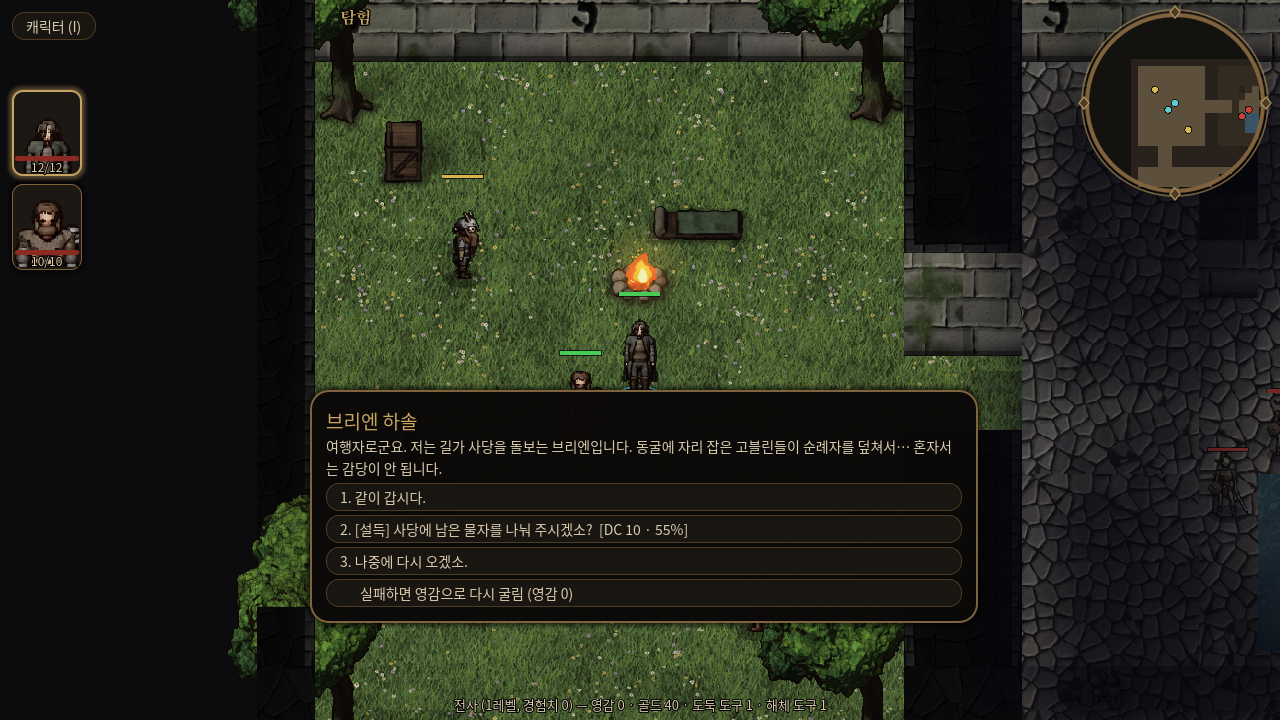 탐험
캐릭터 (I)
12/12
10/10
브리엔 하솔
여행자로군요. 저는 길가 사당을 돌보는 브리엔입니다. 동굴에 자리 잡은 고블린들이 순례자를 덮쳐서… 혼자서
는 감당이 안 됩니다.
1. 같이 갑시다.
2. [설득] 사당에 남은 물자를 나눠 주시겠소? [DC 10 · 55%]
3. 나중에 다시 오겠소.
실패하면 영감으로 다시 굴림 (영감 0)
전사 (1레벨, 경험치 0) — 영감 0 · 골드 40 · 도둑 도구 1 · 해체 도구 1